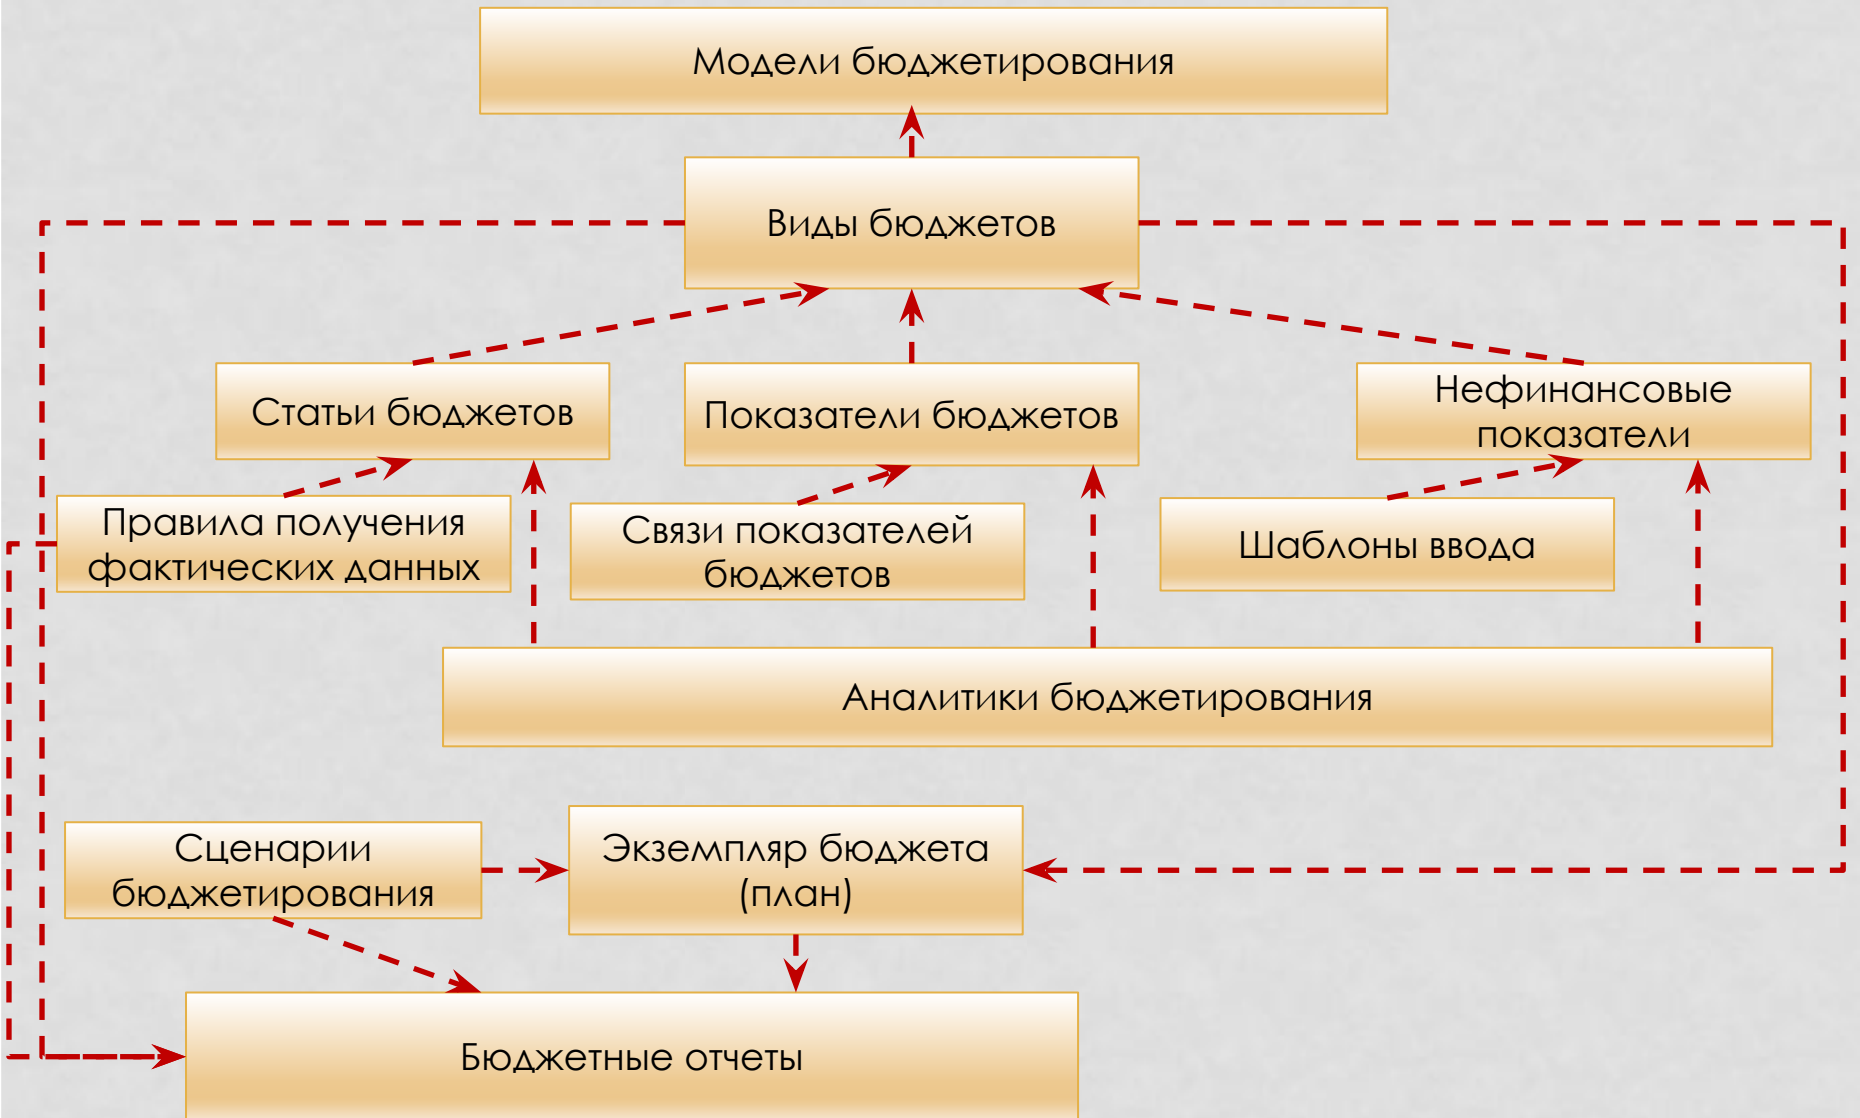 Модели бюджетирования
Виды бюджетов
Статьи бюджетов
Показатели бюджетов
Нефинансовые
показатели
Правила получения
фактических данных
Связи показателей
бюджетов
Шаблоны ввода
Аналитики бюджетирования
Сценарии
бюджетирования
Экземпляр бюджета
(план)
Бюджетные отчеты